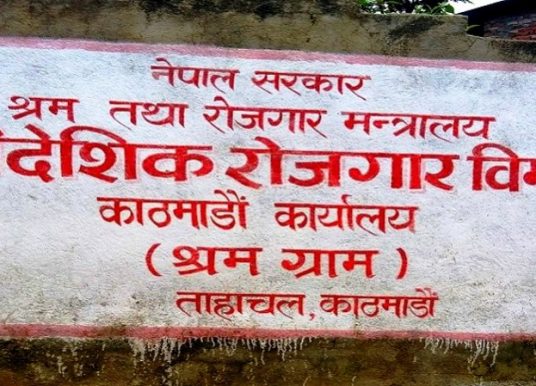 नेपाल सरकार
श्रम तथा रोजगार मन्त्रालय
देशिक रोजगार वि
काठमाडौं कार्यालय
( श्रम ग्राम )
ताहाचल, काठमाडौं